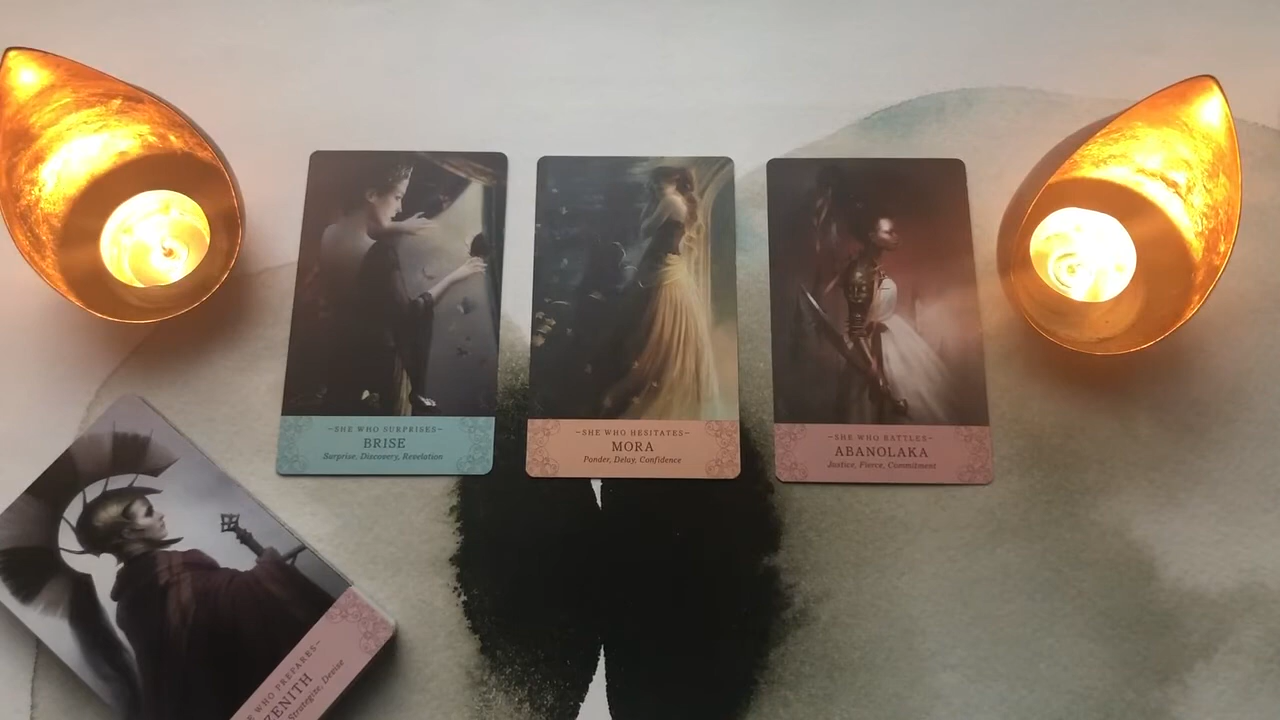 ~SHE WHO SURPRISES~
BRISE
Surprise, Discovery, Revelation
~SHE WHO HESITATES~
MORA
Ponder, Delay, Confidence
~SHE WHO BATTLES~
ABANOLAKA
Justice, Fierce, Commitment
WHO PREPARES~
ZENITH
Strategize, Devise